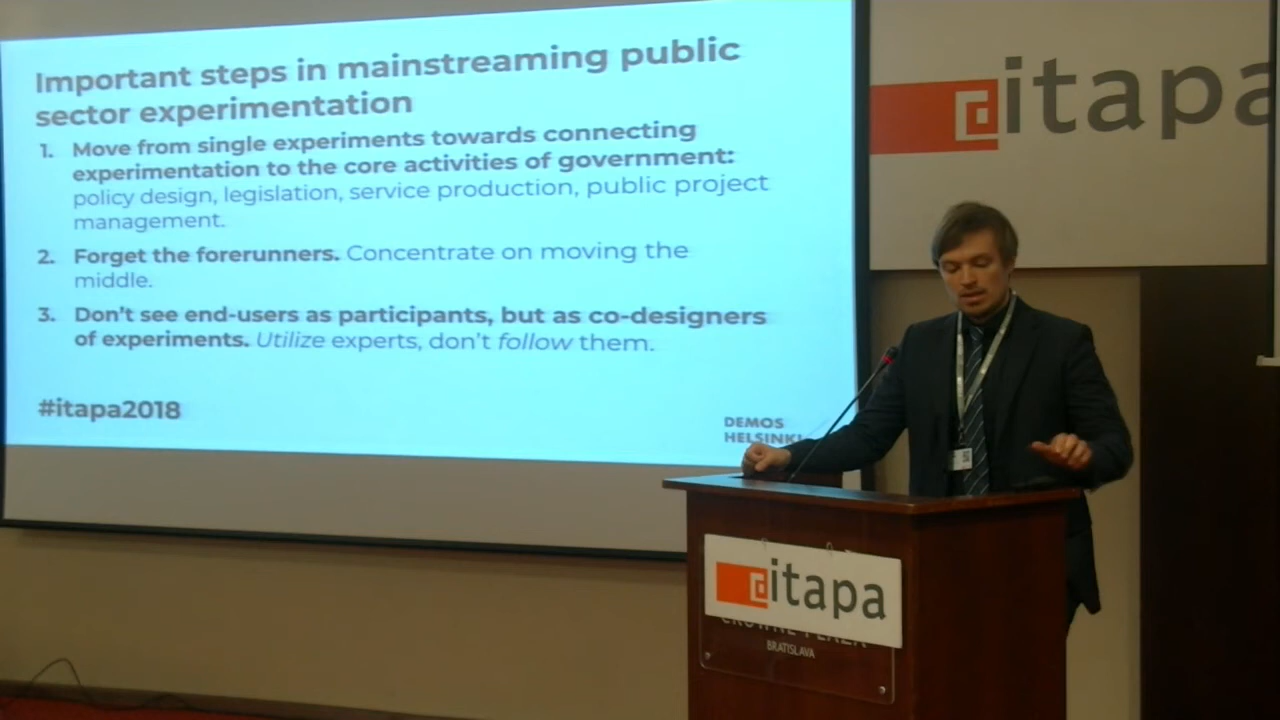 Important steps in mainstreaming public
sector experimentation
1. Move from single experiments towards connecting
experimentation to the core activities of government:
policy design, legislation, service production, public project
management.
2. Forget the forerunners. Concentrate on moving the
middle.
3. Don't see end-users as participants, but as co-designers
of experiments. Utilize experts, don't follow them.
#itapa2018
DEMOS
HELSINKI
itapa
itapa
CROWNE PLAZA
BRATISLAVA